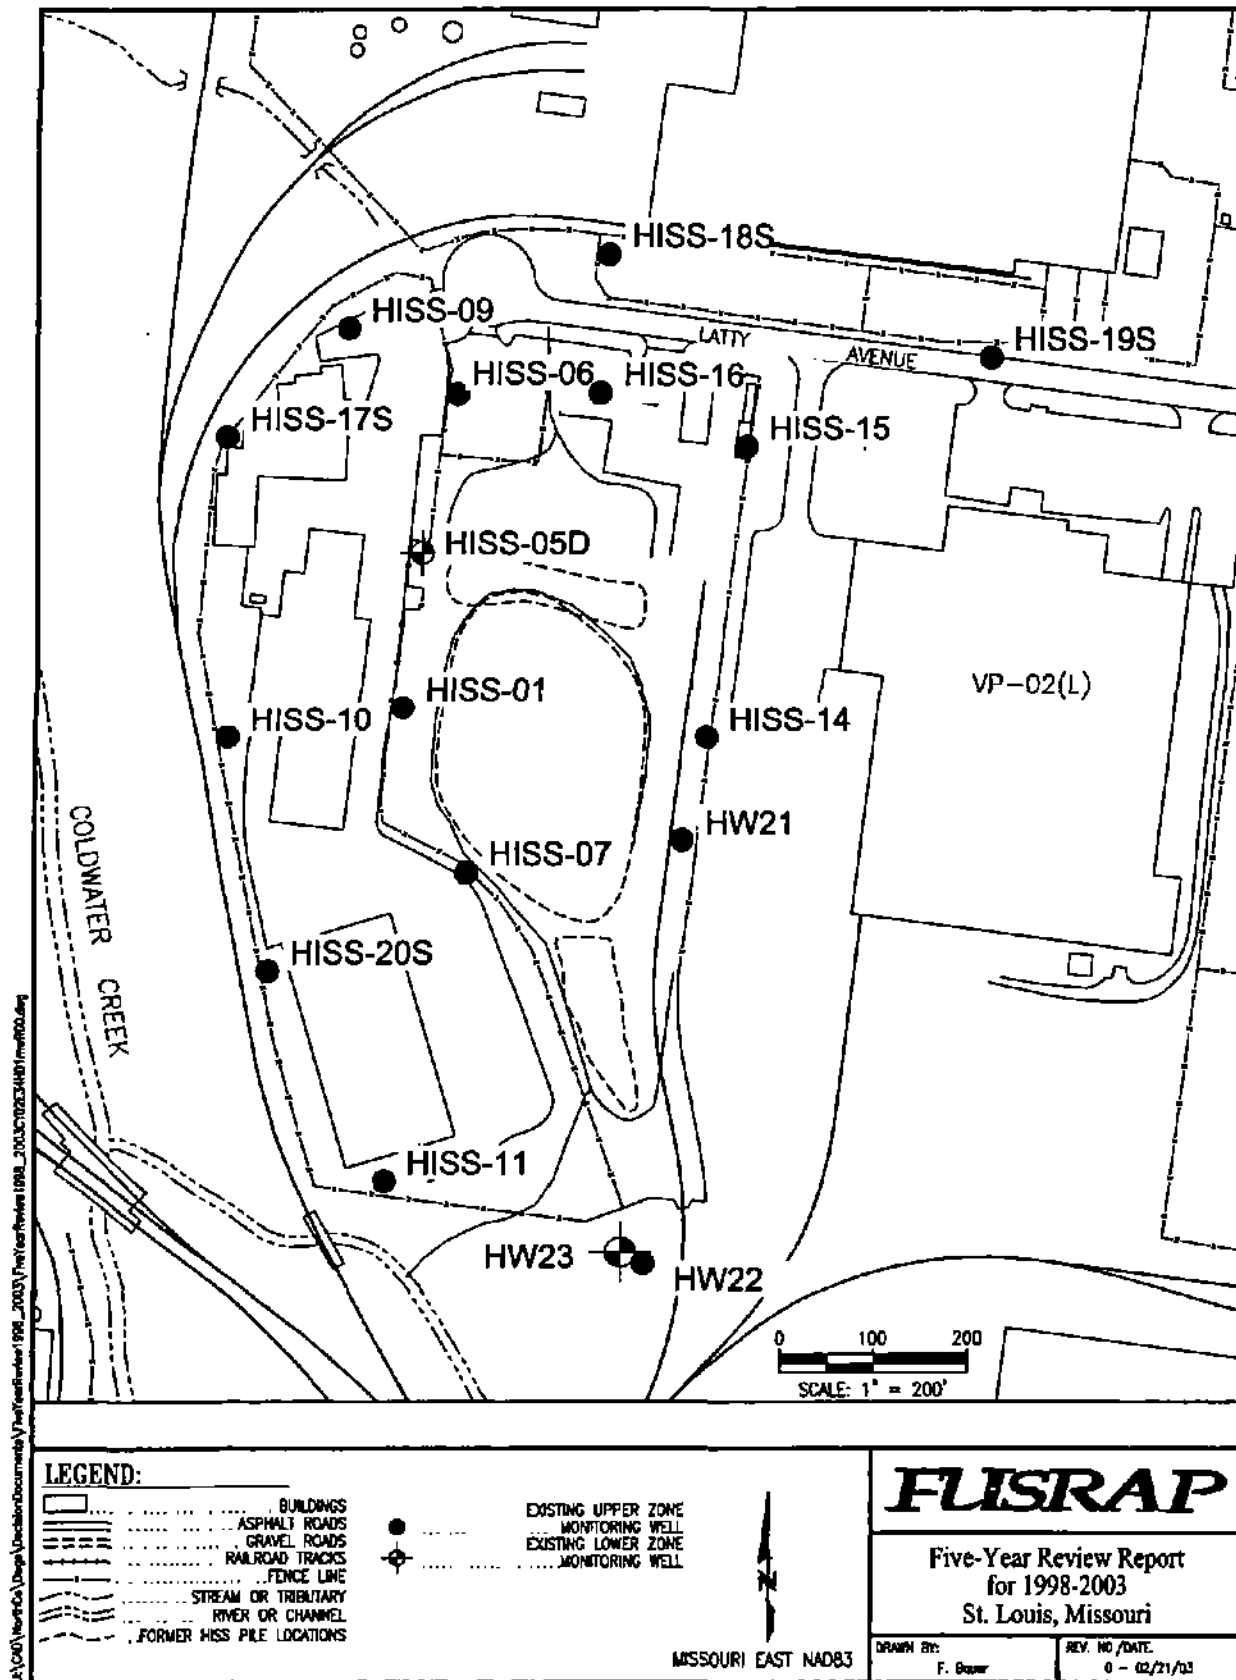 HISS-18S
HISS-09
LATTY
AVENUE
HISS-19S
HISS-06
HISS-16
HISS-17S
HISS-15
HISS-05D
HISS-01
VP-02(L)
HISS-10
HISS-14
HW21
COLDWATER CREEK
HISS-07
HISS-20S
HISS-11
HW23
HW22
0 100 200
SCALE: 1" = 200'
LEGEND:
BUILDINGS
ASPHALT ROADS
GRAVEL ROADS
RAILROAD TRACKS
FENCE LINE
STREAM OR TRIBUTARY
RIVER OR CHANNEL
FORMER HISS PILE LOCATIONS
EXISTING UPPER ZONE
MONITORING WELL
EXISTING LOWER ZONE
MONITORING WELL
N
MISSOURI EAST NAD83
FUSRAP
Five-Year Review Report
for 1998-2003
St. Louis, Missouri
DRAWN BY:
F. Bauer
REV. NO./DATE.
0 - 02/21/03